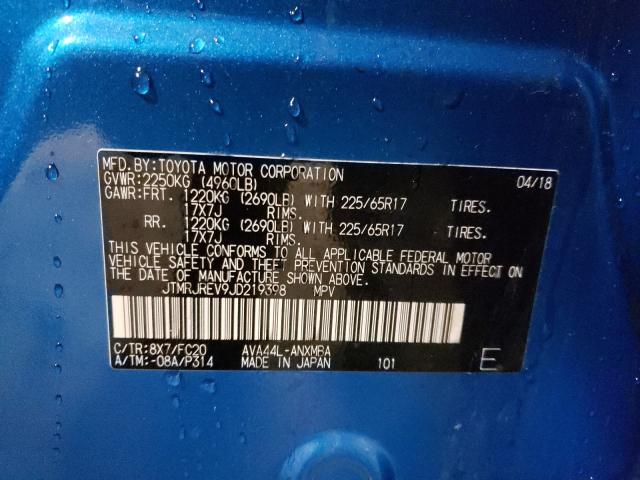 MFD.BY:TOYOTA MOTOR CORPORATION 04/18
GVWR:2250KG (4960LB)
GAWR:FRT. 1220KG (2690LB) WITH 225/65R17 TIRES.
17X7J RIMS.
RR. 1220KG (2690LB) WITH 225/65R17 TIRES.
17X7J RIMS.
THIS VEHICLE CONFORMS TO ALL APPLICABLE FEDERAL MOTOR
VEHICLE SAFETY AND THEFT PREVENTION STANDARDS IN EFFECT ON
THE DATE OF MANUFACTURE SHOWN ABOVE.
JTMRJREV9JD219398 MPV
C/TR:8X7/FC20 AVA44L-ANXMBA
A/TM:-08A/P314 MADE IN JAPAN 101 E